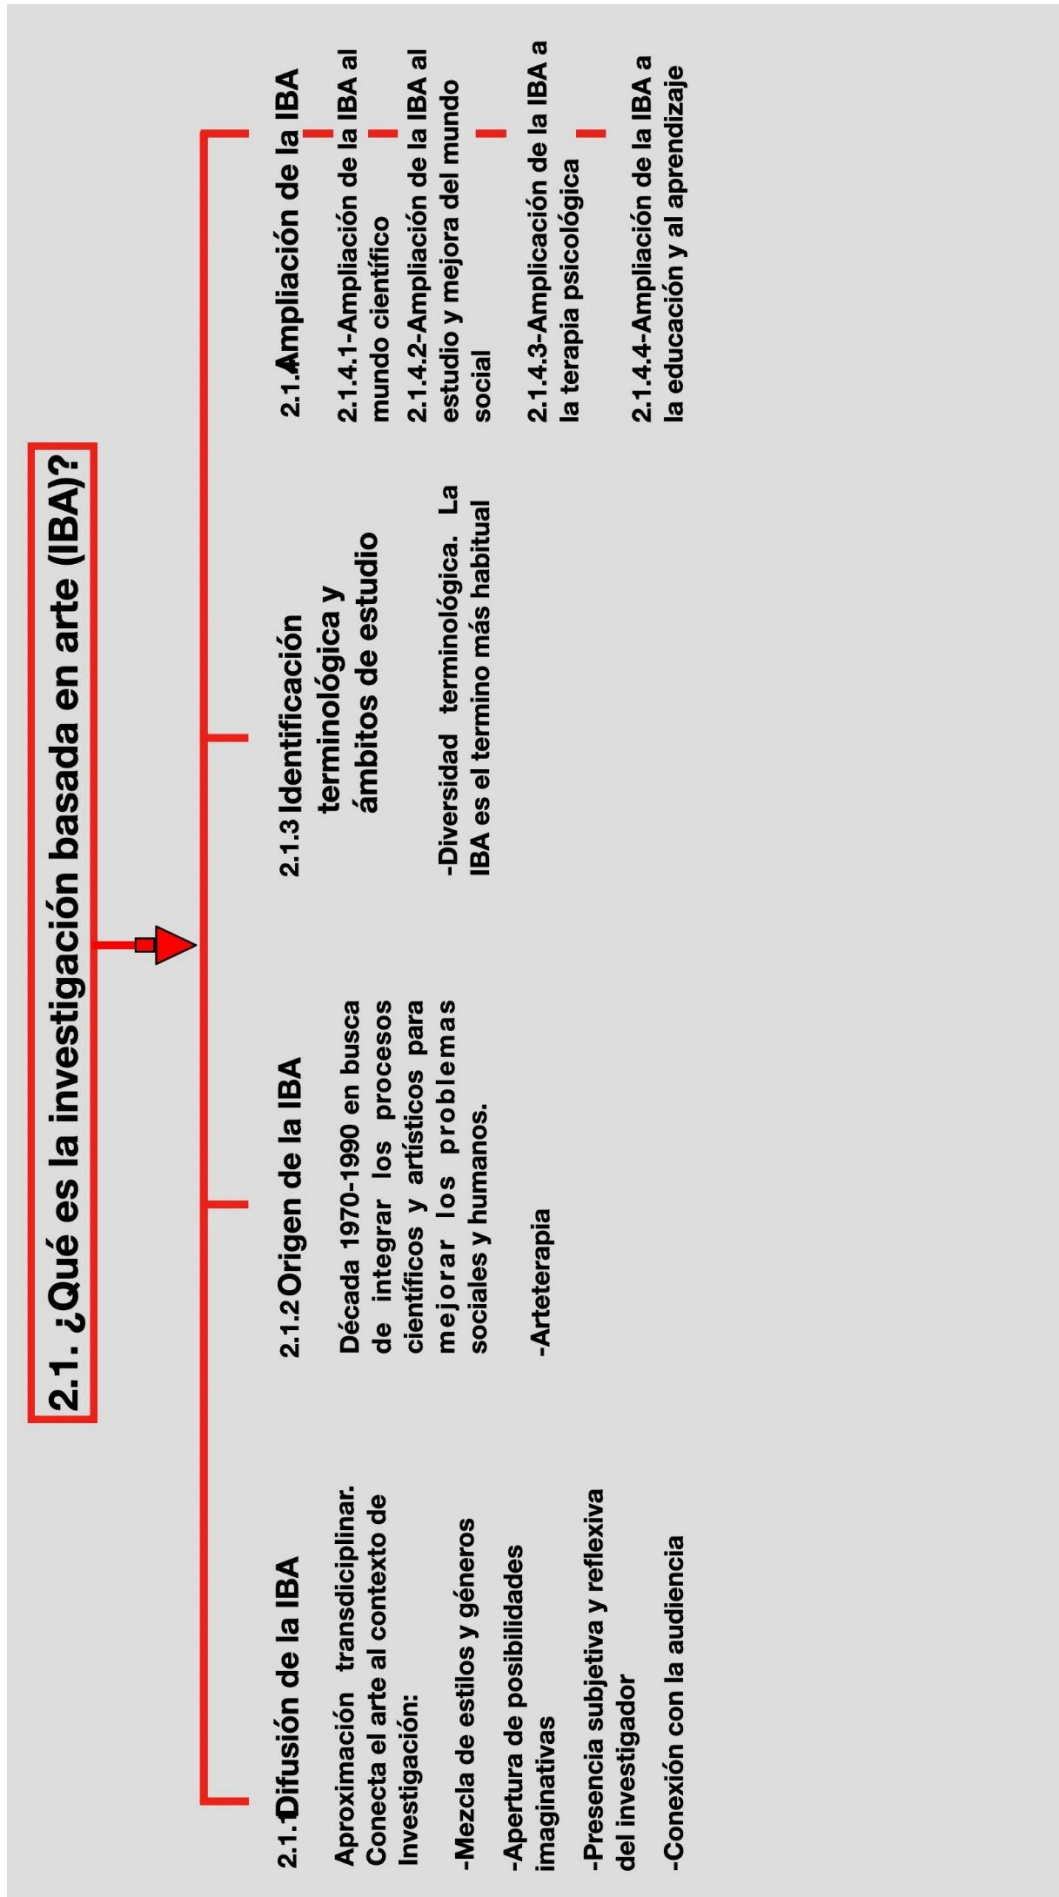 2.1. ¿Qué es la investigación basada en arte (IBA)?
2.1.1Difusión de la IBA
Aproximación transdiciplinar.
Conecta el arte al contexto de
Investigación:
-Mezcla de estilos y géneros
-Apertura de posibilidades
imaginativas
-Presencia subjetiva y reflexiva
del investigador
-Conexión con la audiencia
2.1.2Origen de la IBA
Década 1970-1990 en busca
de integrar los procesos
científicos y artísticos para
mejorar los problemas
sociales y humanos.
-Arteterapia
2.1.3 Identificación
terminológica y
ámbitos de estudio
-Diversidad terminológica. La
IBA es el termino más habitual
2.1.4Ampliación de la IBA
2.1.4.1-Ampliación de la IBA al
mundo científico
2.1.4.2-Ampliación de la IBA al
estudio y mejora del mundo
social
2.1.4.3-Amplicación de la IBA a
la terapia psicológica
2.1.4.4-Ampliación de la IBA a
la educación y al aprendizaje